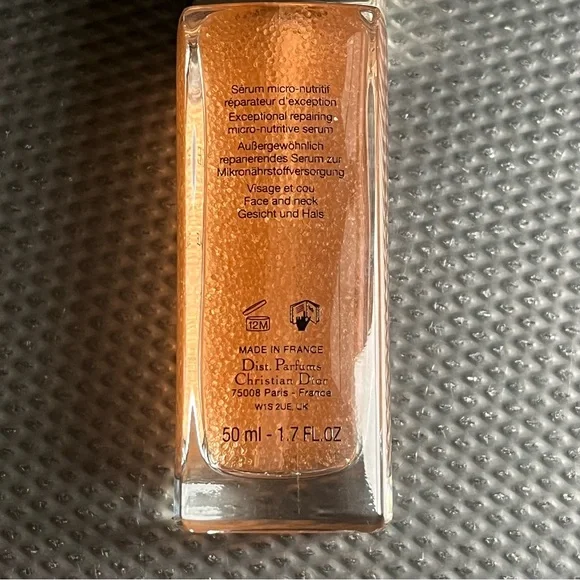 Sérum micro-nutritif
réparateur d'exception
Exceptional repairing
micro-nutritive serum
Außergewöhnlich
reparierendes Serum zur
Mikronährstoffversorgung
Visage et cou
Face and neck
Gesicht und Hals
12M
MADE IN FRANCE
Dist. Parfums
Christian Dior
75008 Paris - France
W1S 2UE UK
50 ml - 1.7 FL.OZ